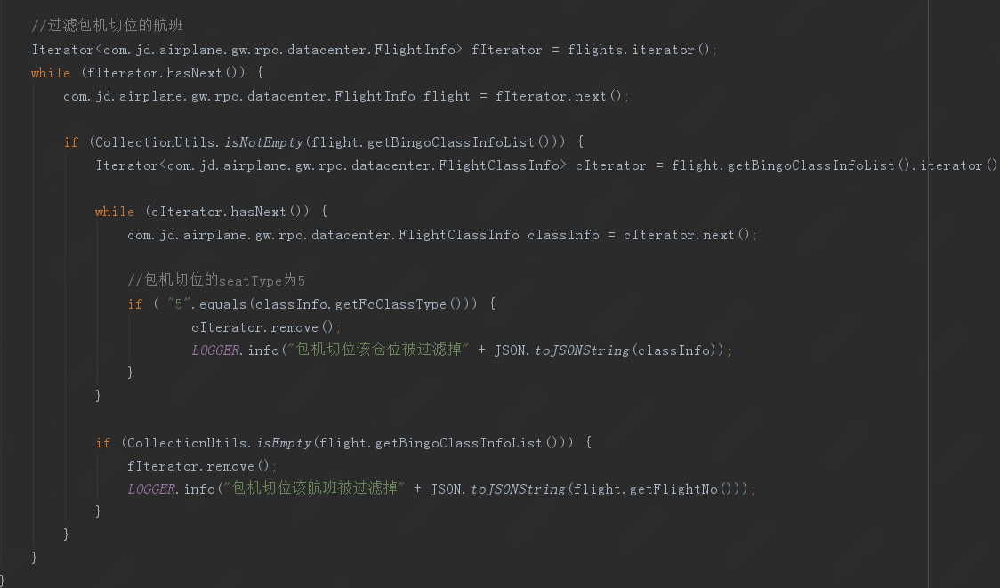 //过滤包机切位的航班
Iterator<com.jd.airplane.gw.rpc.datacenter.FlightInfo> fIterator = flights.iterator();
while (fIterator.hasNext()) {
com.jd.airplane.gw.rpc.datacenter.FlightInfo flight = fIterator.next();
if (CollectionUtils.isNotEmpty(flight.getBingoClassInfoList())) {
Iterator<com.jd.airplane.gw.rpc.datacenter.FlightClassInfo> cIterator = flight.getBingoClassInfoList().iterator()
while (cIterator.hasNext()) {
com.jd.airplane.gw.rpc.datacenter.FlightClassInfo classInfo = cIterator.next();
//包机切位的seatType为5
if ( "5".equals(classInfo.getFcClassType())) {
cIterator.remove();
LOGGER.info("包机切位该仓位被过滤掉" + JSON.toJSONString(classInfo));
}
}
if (CollectionUtils.isEmpty(flight.getBingoClassInfoList())) {
fIterator.remove();
LOGGER.info("包机切位该航班被过滤掉" + JSON.toJSONString(flight.getFlightNo()));
}
}
}
}